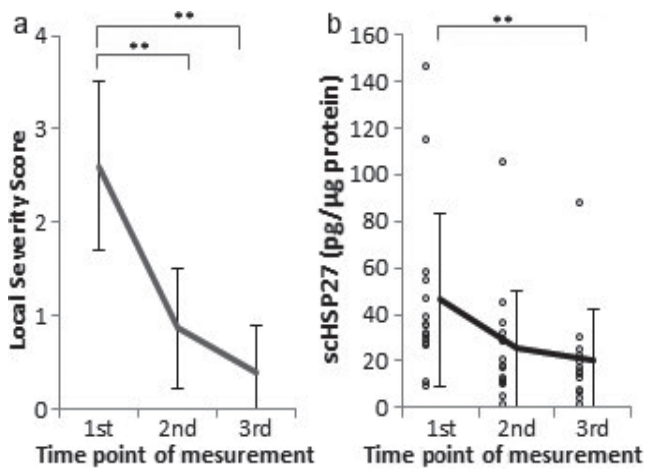 a
**
**
Local Severity Score
4
3
2
1
0
1st 2nd 3rd
Time point of mesurement
b
**
scHSP27 (pg/µg protein)
160
140
120
100
80
60
40
20
0
1st 2nd 3rd
Time point of mesurement